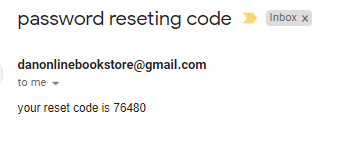 password reseting code Inbox x
danonlinebookstore@gmail.com
to me
your reset code is 76480